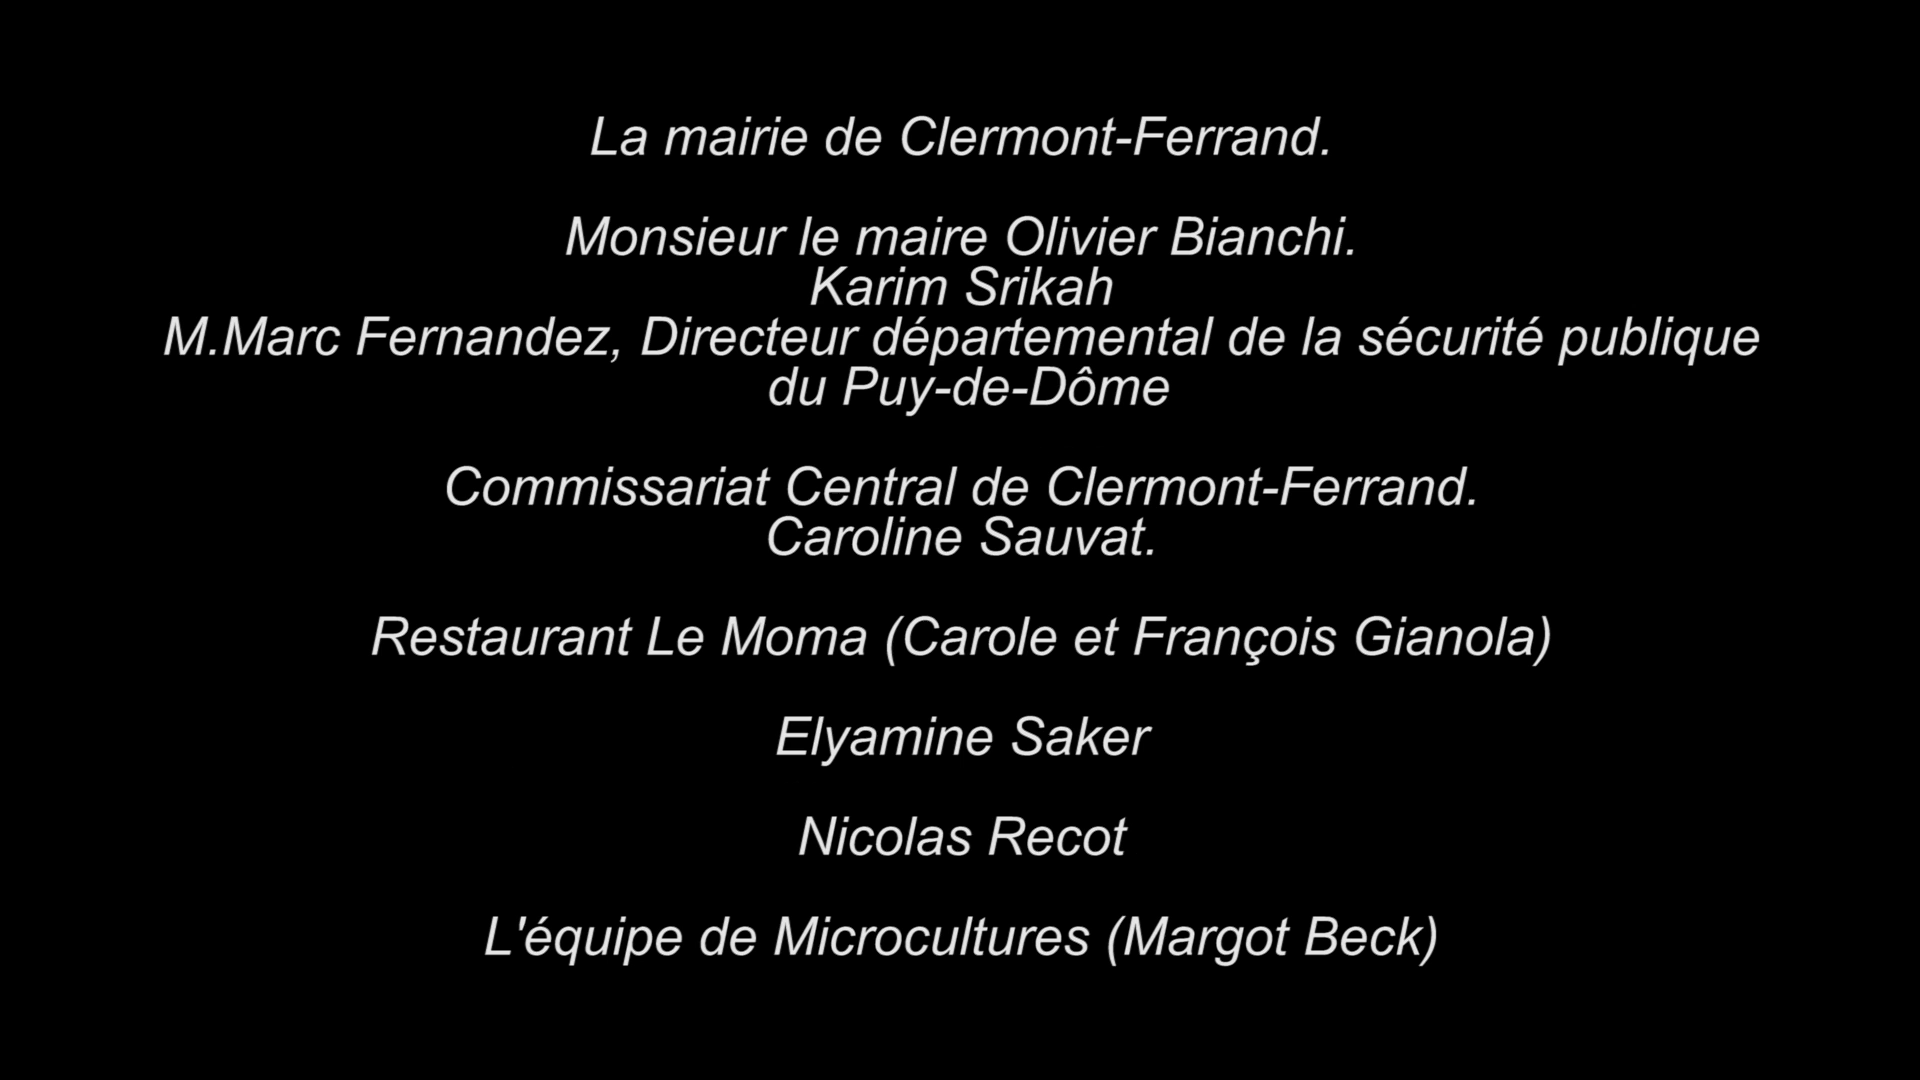 La mairie de Clermont-Ferrand.
Monsieur le maire Olivier Bianchi.
Karim Srikah
M.Marc Fernandez, Directeur départemental de la sécurité publique
du Puy-de-Dôme
Commissariat Central de Clermont-Ferrand.
Caroline Sauvat.
Restaurant Le Moma (Carole et François Gianola)
Elyamine Saker
Nicolas Recot
L'équipe de Microcultures (Margot Beck)